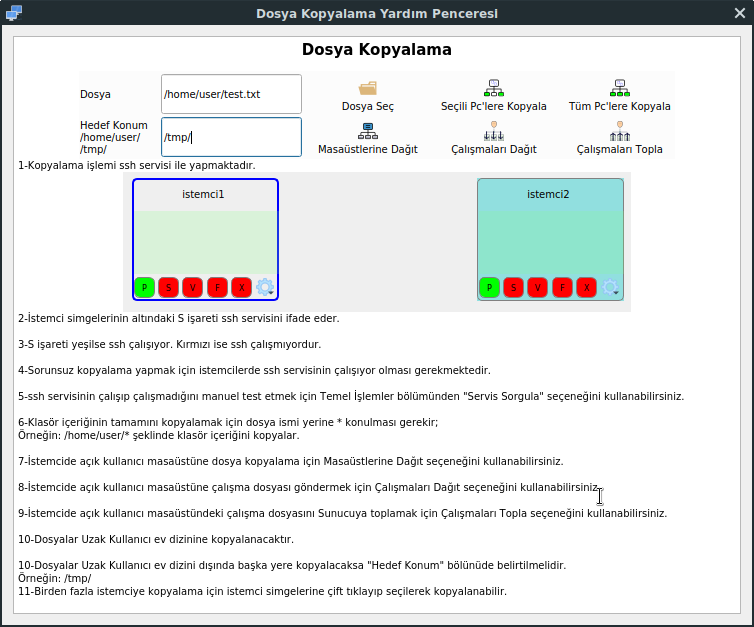 Dosya Kopyalama Yardım Penceresi
Dosya Kopyalama
Dosya
/home/user/test.txt
Dosya Seç
Seçili Pc'lere Kopyala
Tüm Pc'lere Kopyala
Hedef Konum
/home/user/
/tmp/
/tmp/
Masaüstlerine Dağıt
Çalışmaları Dağıt
Çalışmaları Topla
1-Kopyalama işlemi ssh servisi ile yapmaktadır.
istemci1
istemci2
P S V F X
P S V F X
2-İstemci simgelerinin altındaki S işareti ssh servisini ifade eder.
3-S işareti yeşilse ssh çalışıyor. Kırmızı ise ssh çalışmıyordur.
4-Sorunsuz kopyalama yapmak için istemcilerde ssh servisinin çalışıyor olması gerekmektedir.
5-ssh servisinin çalışıp çalışmadığını manuel test etmek için Temel İşlemler bölümünden "Servis Sorgula" seçeneğini kullanabilirsiniz.
6-Klasör içeriğinin tamamını kopyalamak için dosya ismi yerine * konulması gerekir;
Örneğin: /home/user/* şeklinde klasör içeriğini kopyalar.
7-İstemcide açık kullanıcı masaüstüne dosya kopyalama için Masaüstlerine Dağıt seçeneğini kullanabilirsiniz.
8-İstemcide açık kullanıcı masaüstüne çalışma dosyası göndermek için Çalışmaları Dağıt seçeneğini kullanabilirsiniz.
9-İstemcide açık kullanıcı masaüstündeki çalışma dosyasını Sunucuya toplamak için Çalışmaları Topla seçeneğini kullanabilirsiniz.
10-Dosyalar Uzak Kullanıcı ev dizinine kopyalanacaktır.
10-Dosyalar Uzak Kullanıcı ev dizini dışında başka yere kopyalacaksa "Hedef Konum" bölünüde belirtilmelidir.
Örneğin: /tmp/
11-Birden fazla istemciye kopyalama için istemci simgelerine çift tıklayıp seçilerek kopyalanabilir.